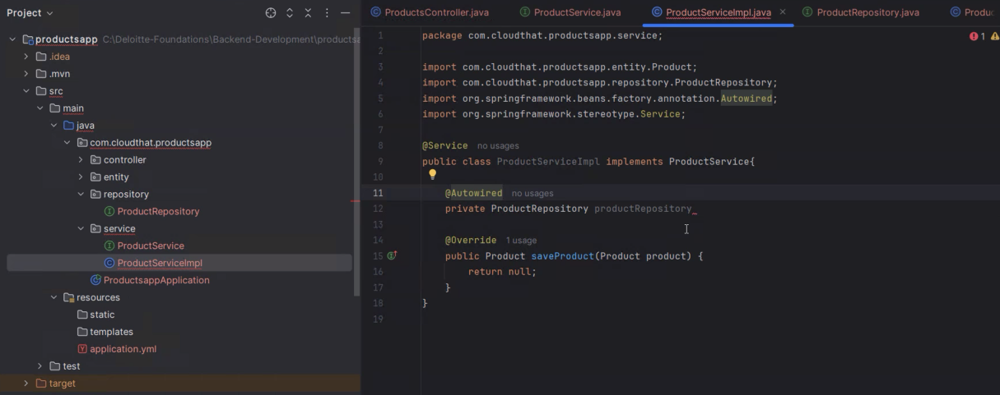 Project
productsapp C:\Deloitte-Foundations\Backend-Development\productsa
.idea
.mvn
src
main
java
com.cloudthat.productsapp
controller
entity
repository
ProductRepository
service
ProductService
ProductServiceImpl
ProductsappApplication
resources
static
templates
application.yml
test
target
ProductsController.java ProductService.java ProductServiceImpl.java ProductRepository.java Produc
1 package com.cloudthat.productsapp.service; 1
2
3 import com.cloudthat.productsapp.entity.Product;
4 import com.cloudthat.productsapp.repository.ProductRepository;
5 import org.springframework.beans.factory.annotation.Autowired;
6 import org.springframework.stereotype.Service;
7
8 @Service no usages
9 public class ProductServiceImpl implements ProductService{
10
11 @Autowired no usages
12 private ProductRepository productRepository
13
14 @Override 1 usage
15 public Product saveProduct(Product product) {
16 return null;
17 }
18 }
19